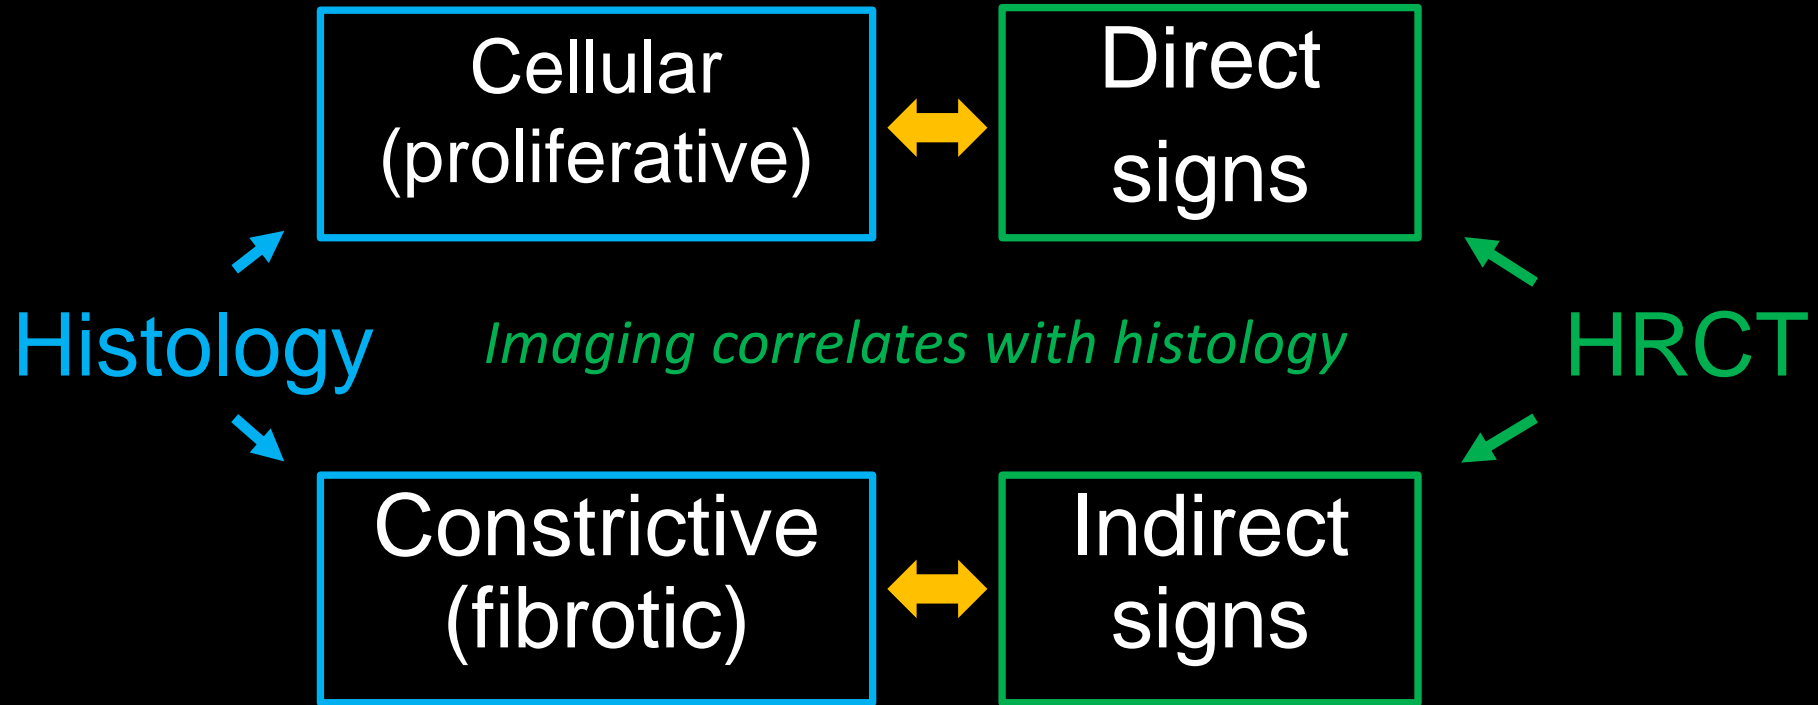 Cellular
(proliferative)
Direct
signs
Histology
Imaging correlates with histology
HRCT
Constrictive
(fibrotic)
Indirect
signs